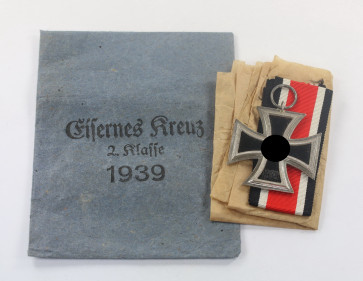 Eisernes Kreuz
2. Klasse
1939